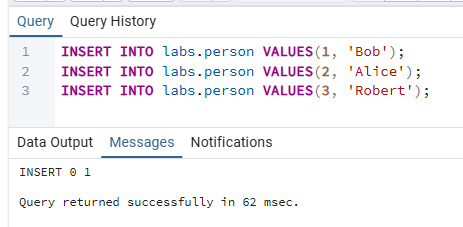 Query Query History
1 INSERT INTO labs.person VALUES(1, 'Bob');
2 INSERT INTO labs.person VALUES(2, 'Alice');
3 INSERT INTO labs.person VALUES(3, 'Robert');
Data Output Messages Notifications
INSERT 0 1
Query returned successfully in 62 msec.